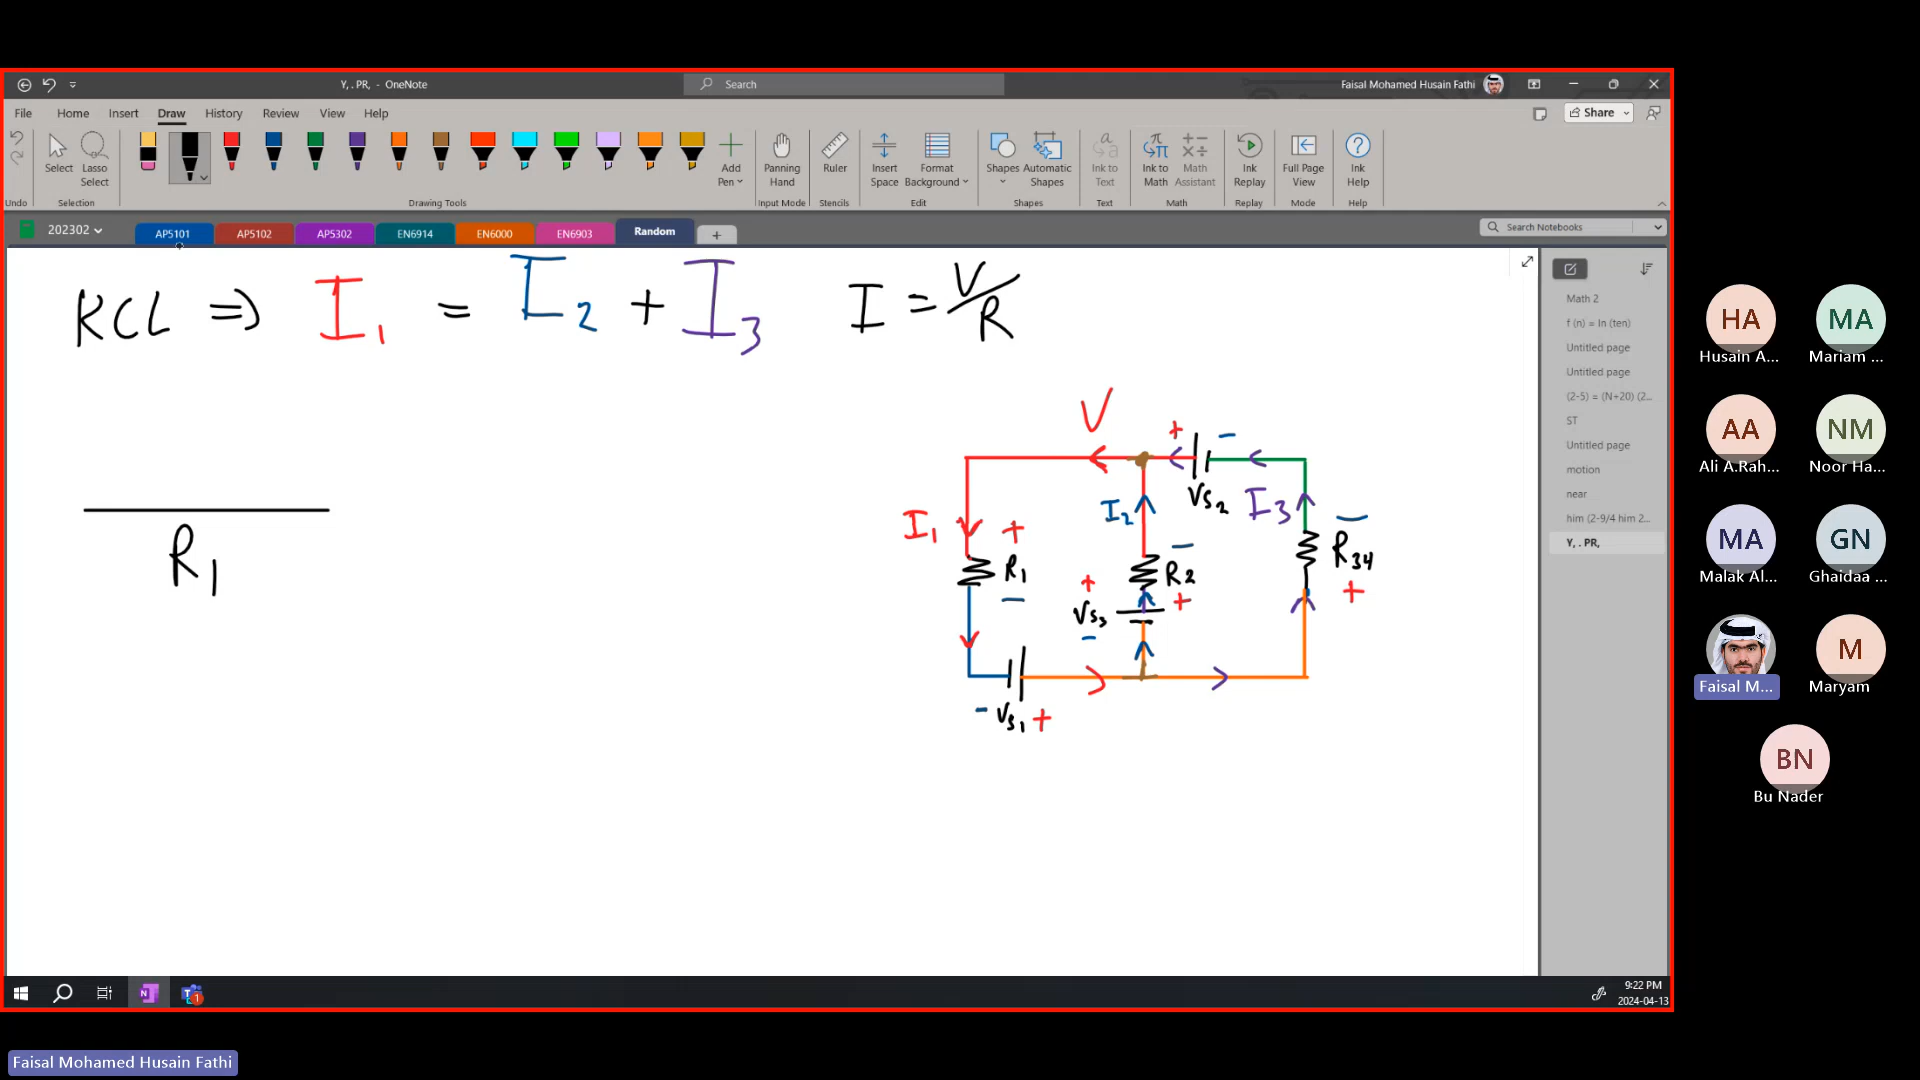 Y, . PR, - OneNote
Search
Faisal Mohamed Husain Fathi
File Home Insert Draw History Review View Help
Share
Select
Lasso Select
Add Pen
Panning Hand
Ruler
Insert Space
Format Background
Shapes
Automatic Shapes
Ink to Text
Ink to Math
Math Assistant
Ink Replay
Full Page View
Ink Help
Undo Selection Drawing Tools Input Mode Stencils Edit Shapes Text Math Replay Mode Help
202302 AP5101 AP5102 AP5302 EN6914 EN6000 EN6903 Random +
Search Notebooks
KCL => I1 = I2 + I3 I = V/R
R1
V
+ -
Vs2
I1 + R1 -
I2 - R2 +
+ Vs3 -
I3 - R34 +
- Vs1 +
Math 2
f (n) = ln (ten)
Untitled page
Untitled page
(2-5) = (N+20) (2...
ST
Untitled page
motion
near
him (2-9/4 him 2...
Y, . PR,
HA
Husain A...
MA
Mariam ...
AA
Ali A.Rah...
NM
Noor Ha...
MA
Malak Al...
GN
Ghaidaa ...
Faisal M...
M
Maryam
BN
Bu Nader
N
T 1
9:22 PM
2024-04-13
Faisal Mohamed Husain Fathi